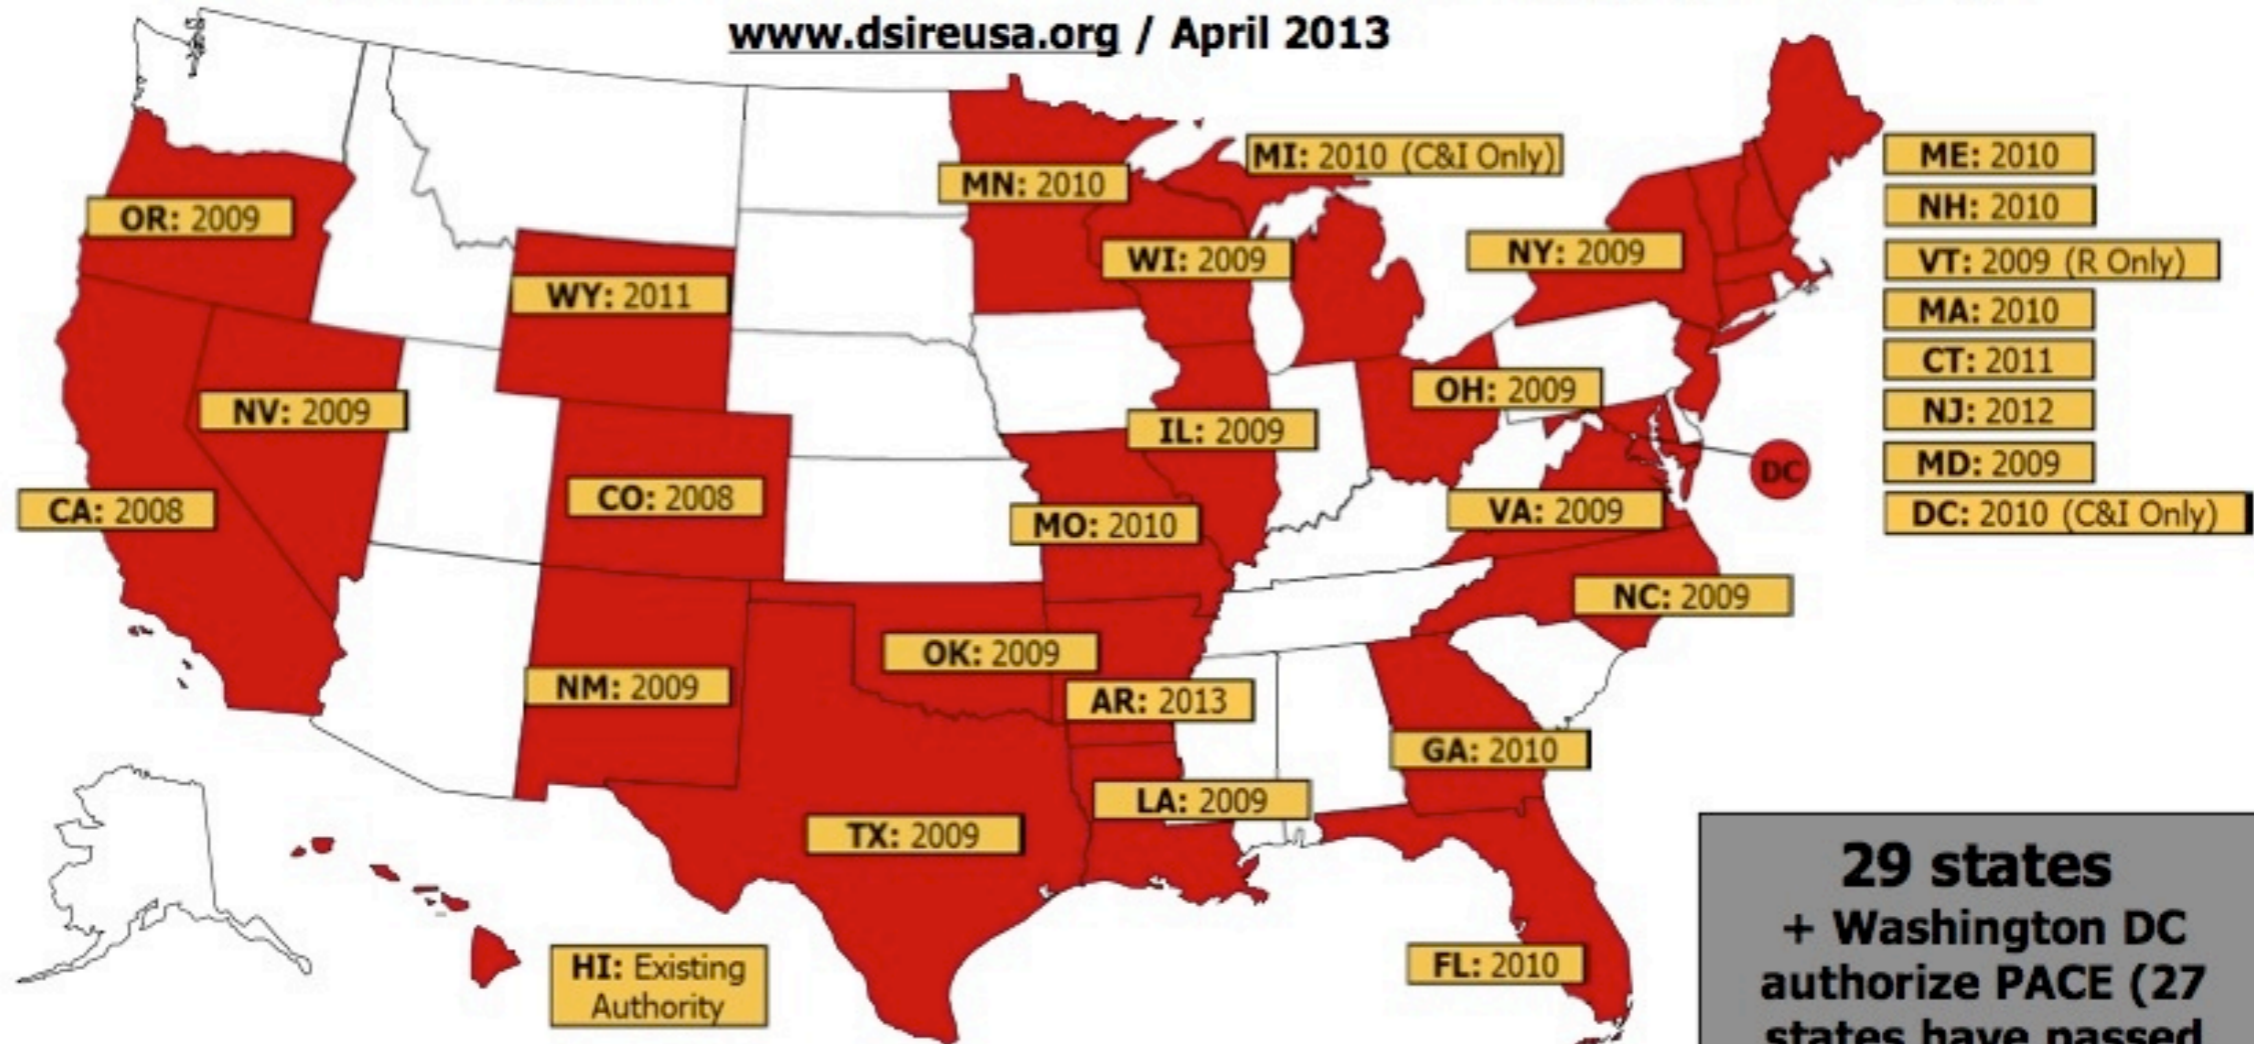 www.dsireusa.org / April 2013
MI: 2010 (C&I Only)
MN: 2010
OR: 2009
WI: 2009
NY: 2009
WY: 2011
NV: 2009
OH: 2009
IL: 2009
CA: 2008
CO: 2008
MO: 2010
VA: 2009
DC
NC: 2009
OK: 2009
NM: 2009
AR: 2013
GA: 2010
LA: 2009
TX: 2009
FL: 2010
HI: Existing
Authority
ME: 2010
NH: 2010
VT: 2009 (R Only)
MA: 2010
CT: 2011
NJ: 2012
MD: 2009
DC: 2010 (C&I Only)
29 states
+ Washington DC
authorize PACE (27
states have passed